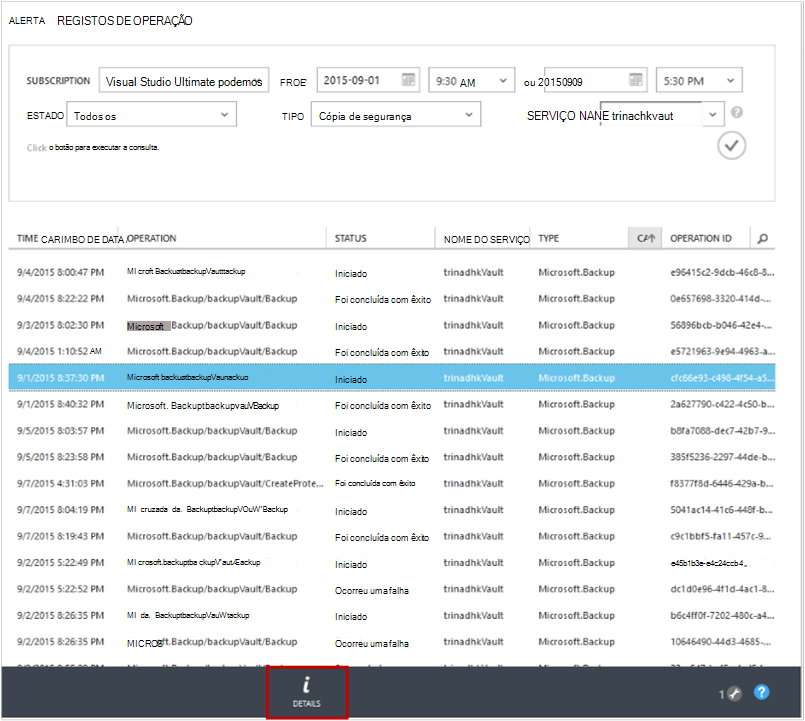 ALERTA REGISTOS DE OPERAÇÃO
SUBSCRIPTION Visual Studio Ultimate podemos FROE' 2015-09-01 9:30 AM ou 20150909 5:30 PM
ESTADO Todos os TIPO Cópia de segurança SERVIÇO NANE trinachkvaut
Click o botão para executar a consulta.
TIME CARIMBO DE DATA OPERATION STATUS NOME DO SERVIÇO TYPE OPERATION ID
9/4/2015 8:00:47 PM MI croft BackuatbackupVautttackup Iniciado trinadhkVault Microsoft.Backup e96415c2-9dcb-46c8-8...
9/4/2015 8:22:22 PM Microsoft.Backup/backupVault/Backup Foi concluída com êxito trinadhkVault Microsoft.Backup 0e657698-3320-414d-...
9/3/2015 8:02:30 PM Microsoft Backup/backupVault/Backup Iniciado trinadhkVault Microsoft.Backup 56896bcb-b046-42e4-...
9/4/2015 1:10:52 AM Microsoft.Backup/backupVault/Backup Foi concluída com êxito trinadhkVault Microsoft.Backup e5721963-9e94-4963-a...
9/1/2015 8:37:30 PM Microsoft backuatbackupVaunackuo Iniciado trinadhkVault Microsoft.Backup cfc66e93-c498-4f54-a5...
9/1/2015 8:40:32 PM Microsoft. BackuptbackupvauVBackup Foi concluída com êxito trinadhkVault Microsoft.Backup 2a627790-c422-4c50-b...
9/5/2015 8:03:57 PM Microsoft.Backup/backupVault/Backup Iniciado trinadhkVault Microsoft.Backup b8fa7088-dec7-42b7-9...
9/5/2015 8:23:58 PM Microsoft.Backup/backupVault/Backup Foi concluída com êxito trinadhkVault Microsoft.Backup 385f5236-2297-44de-b...
9/7/2015 4:31:03 PM Microsoft.Backup/backupVault/CreateProte... Foi concluída com êxito trinadhkVault Microsoft.Backup f8377f8d-6446-429a-b...
9/7/2015 8:04:19 PM MI cruzada da. BackuptbackupVOuW'Backup Iniciado trinadhkVault Microsoft.Backup 5041ac14-41c6-448f-b...
9/7/2015 8:19:43 PM Microsoft.Backup/backupVault/Backup Foi concluída com êxito trinadhkVault Microsoft.Backup c9c1bbf5-fa11-457c-9...
9/2/2015 5:22:49 PM MI crosoft.backuptba ckupV'aut/Eackup Iniciado trinadhkVault Microsoft.Backup e45b1b3e-e4c24ccb4
9/2/2015 5:22:52 PM Microsoft.Backup/backupVault/Backup Ocorreu uma falha trinadhkVault Microsoft.Backup dc1d0e96-4f1d-4ac1-8...
9/2/2015 8:26:35 PM MI da. BackuptbackupVauWtackup Iniciado trinadhkVault Microsoft.Backup b6c4ff0f-7202-480c-a4...
9/2/2015 8:26:35 PM MICROSoft.Backup/backupVault/Backup Ocorreu uma falha trinadhkVault Microsoft.Backup 10646490-44d3-4685-...
DETAILS
1